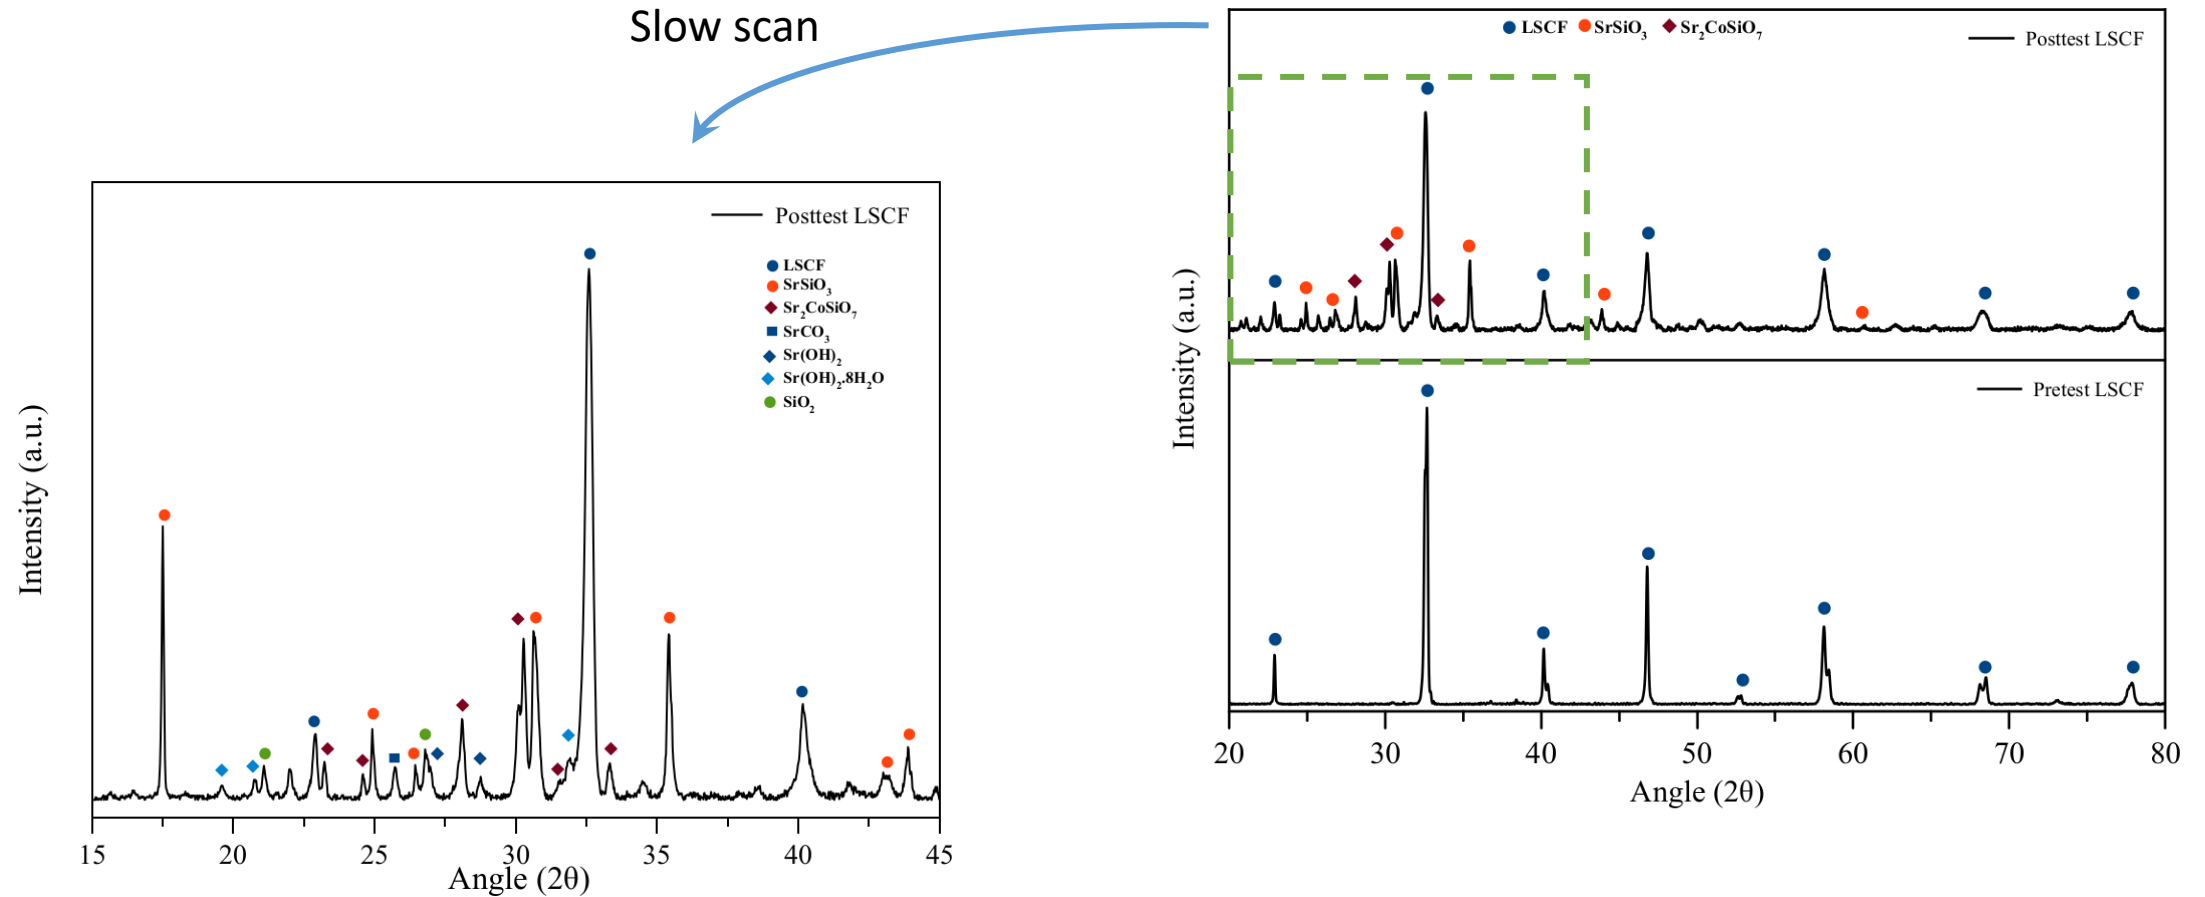 Slow scan
Posttest LSCF
LSCF
SrSiO₃
Sr₂CoSiO₇
SrCO₃
Sr(OH)₂
Sr(OH)₂.8H₂O
SiO₂
Intensity (a.u.)
15 20 25 30 35 40 45
Angle (2θ)
LSCF SrSiO₃ Sr₂CoSiO₇
Posttest LSCF
Pretest LSCF
Intensity (a.u.)
20 30 40 50 60 70 80
Angle (2θ)